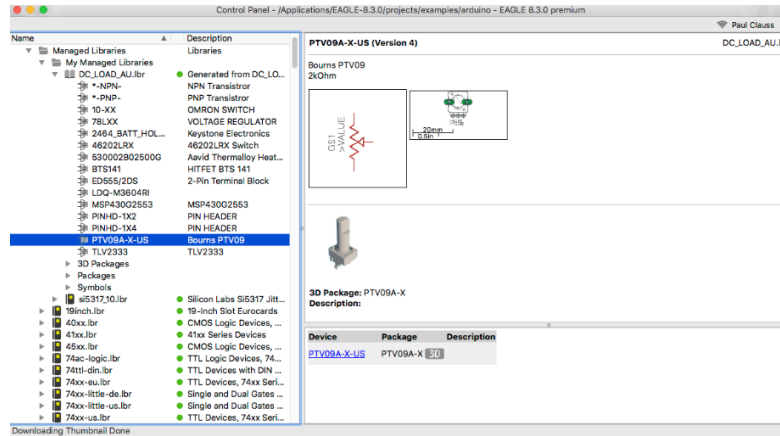 Control Panel - /Applications/EAGLE-8.3.0/projects/examples/arduino - EAGLE 8.3.0 premium
Paul Clauss
Name Description
Managed Libraries Libraries
My Managed Libraries
DC_LOAD_AU.lbr Generated from DC_LO...
*-NPN- NPN Transistor
*-PNP- PNP Transistor
10-XX OMRON SWITCH
78LXX VOLTAGE REGULATOR
2464_BATT_HOL... Keystone Electronics
46202LRX 46202LRX Switch
530002B02500G Aavid Thermalloy Heat...
BTS141 HITFET BTS 141
ED555/2DS 2-Pin Terminal Block
LDQ-M3604RI
MSP430G2553 MSP430G2553
PINHD-1X2 PIN HEADER
PINHD-1X4 PIN HEADER
PTV09A-X-US Bourns PTV09
TLV2333 TLV2333
3D Packages
Packages
Symbols
si5317_10.lbr Silicon Labs Si5317 Jitt...
19inch.lbr 19-Inch Slot Eurocards
40xx.lbr CMOS Logic Devices, ...
41xx.lbr 41xx Series Devices
45xx.lbr CMOS Logic Devices, ...
74ac-logic.lbr TTL Logic Devices, 74...
74ttl-din.lbr TTL Devices with DIN ...
74xx-eu.lbr TTL Devices, 74xx Seri...
74xx-little-de.lbr Single and Dual Gates ...
74xx-little-us.lbr Single and Dual Gates ...
74xx-us.lbr TTL Devices, 74xx Seri...
Downloading Thumbnail Done
PTV09A-X-US (Version 4) DC_LOAD_AU.l
Bourns PTV09
2kOhm
GS1
>VALUE
20mm
0.5in
3D Package: PTV09A-X
Description:
Device Package Description
PTV09A-X-US PTV09A-X 3D